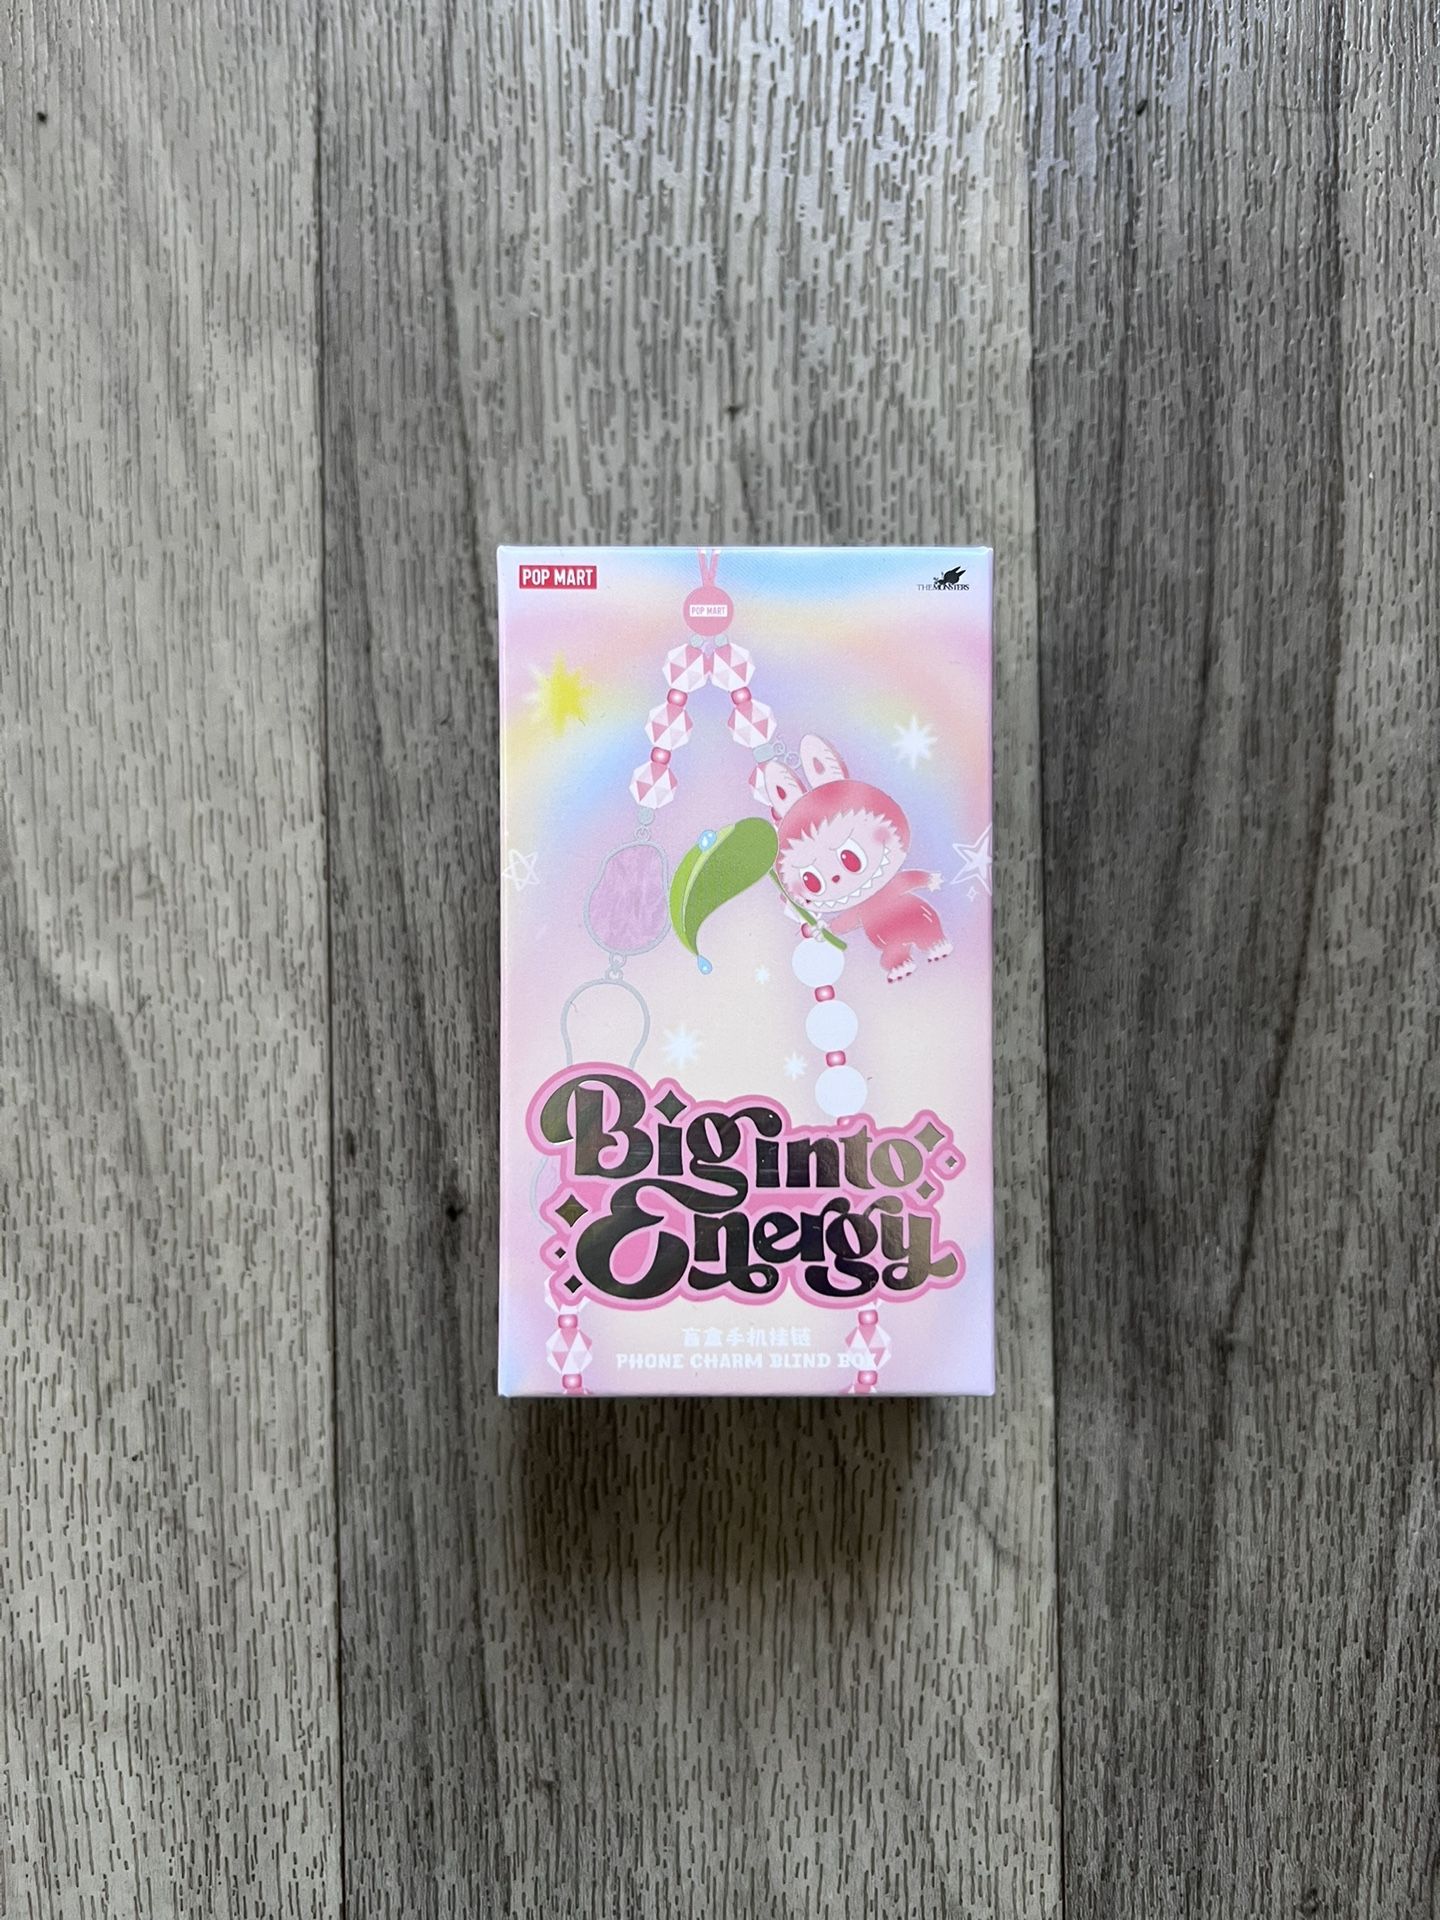 POP MART
THE MONSTERS
POP MART
Big into
Energy
盲盒手机挂链
PHONE CHARM BLIND BOX